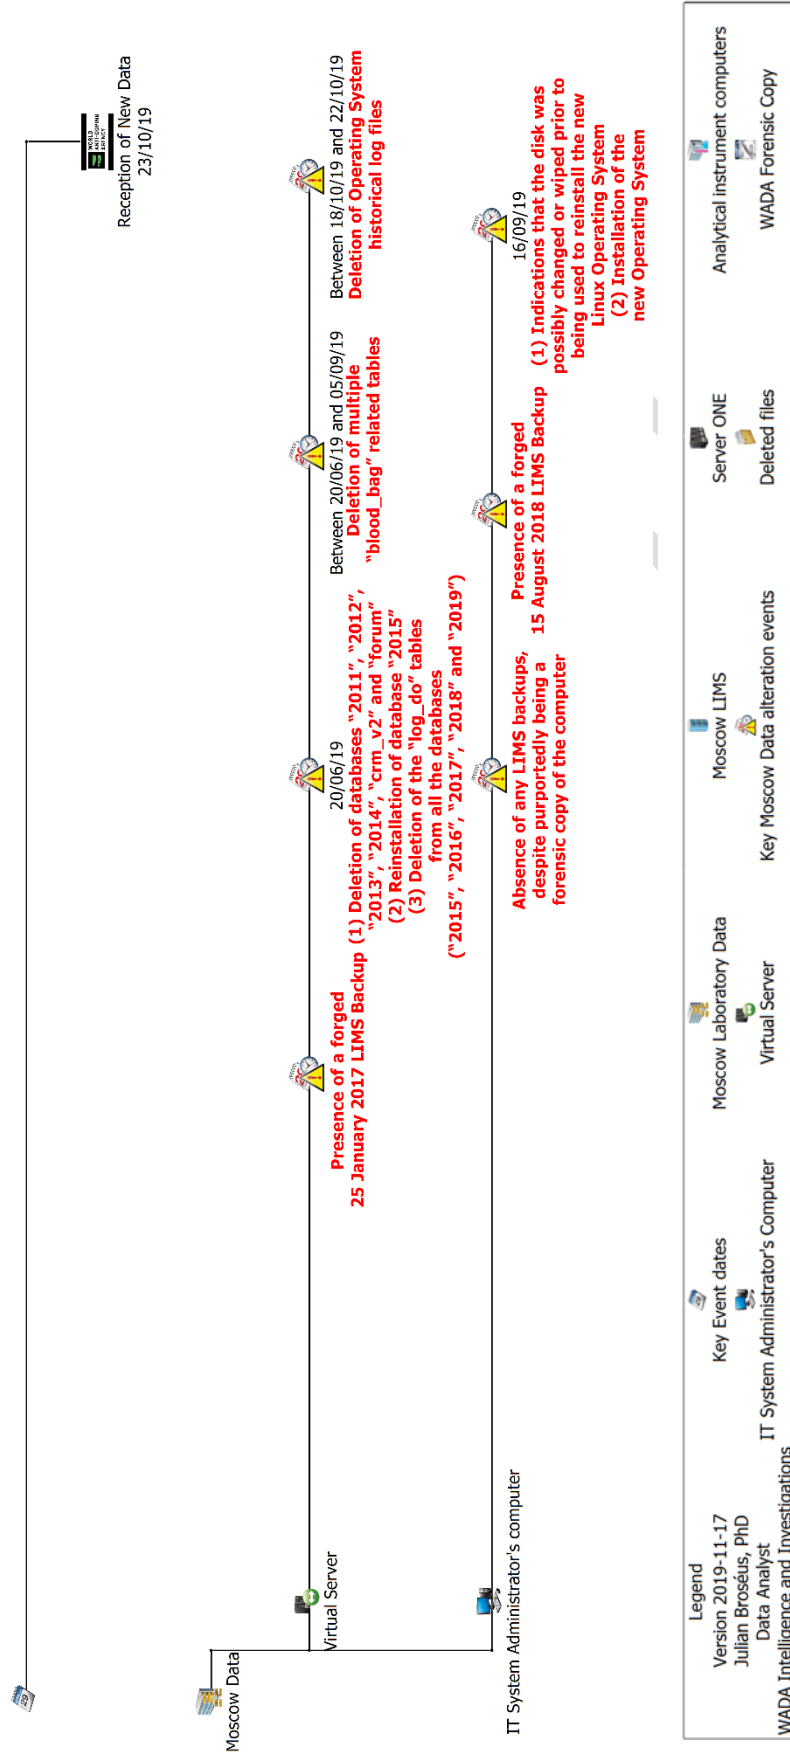 29
WORLD
ANTI-DOPING
AGENCY
Reception of New Data
23/10/19
Moscow Data
Virtual Server
Presence of a forged
25 January 2017 LIMS Backup
20/06/19
(1) Deletion of databases “2011”, “2012”,
“2013”, “2014”, “crm_v2” and “forum”
(2) Reinstallation of database “2015”
(3) Deletion of the “log_do” tables
from all the databases
(“2015”, “2016”, “2017”, “2018” and “2019”)
Between 20/06/19 and 05/09/19
Deletion of multiple
“blood_bag” related tables
Between 18/10/19 and 22/10/19
Deletion of Operating System
historical log files
IT System Administrator's computer
Absence of any LIMS backups,
despite purportedly being a
forensic copy of the computer
Presence of a forged
15 August 2018 LIMS Backup
16/09/19
(1) Indications that the disk was
possibly changed or wiped prior to
being used to reinstall the new
Linux Operating System
(2) Installation of the
new Operating System
Legend
Version 2019-11-17
Julian Broséus, PhD
Data Analyst
WADA Intelligence and Investigations
Key Event dates
IT System Administrator's Computer
Moscow Laboratory Data
Virtual Server
Moscow LIMS
Key Moscow Data alteration events
Server ONE
Deleted files
Analytical instrument computers
WADA Forensic Copy